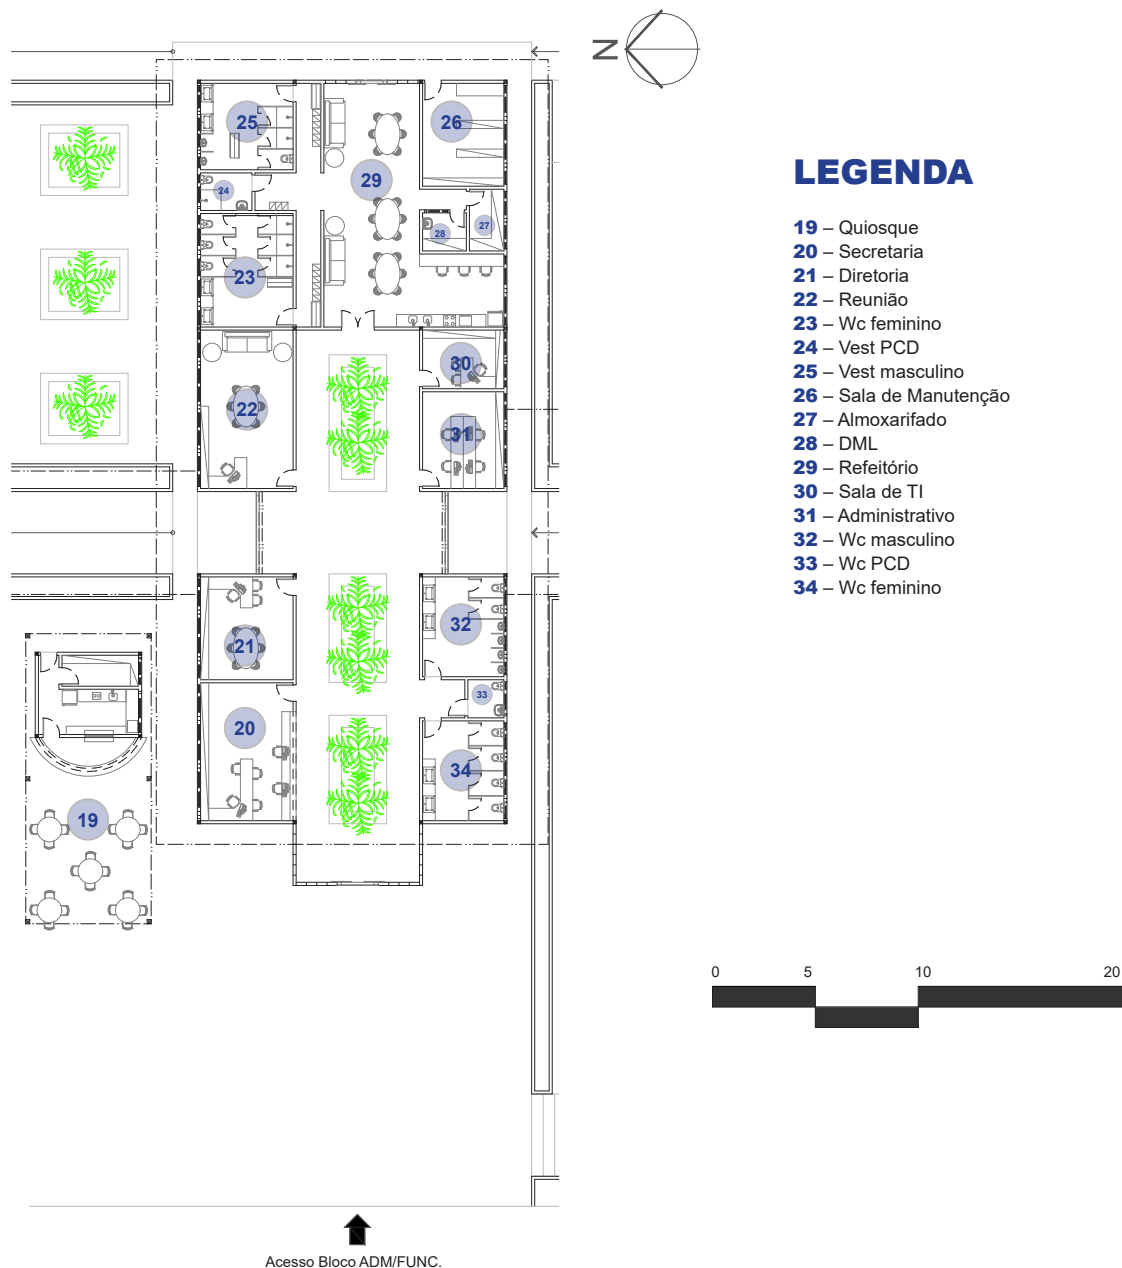 N
LEGENDA
19 – Quiosque
20 – Secretaria
21 – Diretoria
22 – Reunião
23 – Wc feminino
24 – Vest PCD
25 – Vest masculino
26 – Sala de Manutenção
27 – Almoxarifado
28 – DML
29 – Refeitório
30 – Sala de TI
31 – Administrativo
32 – Wc masculino
33 – Wc PCD
34 – Wc feminino
25
26
29
24
27
28
23
30
22
31
32
21
33
20
34
19
0 5 10 20
Acesso Bloco ADM/FUNC.